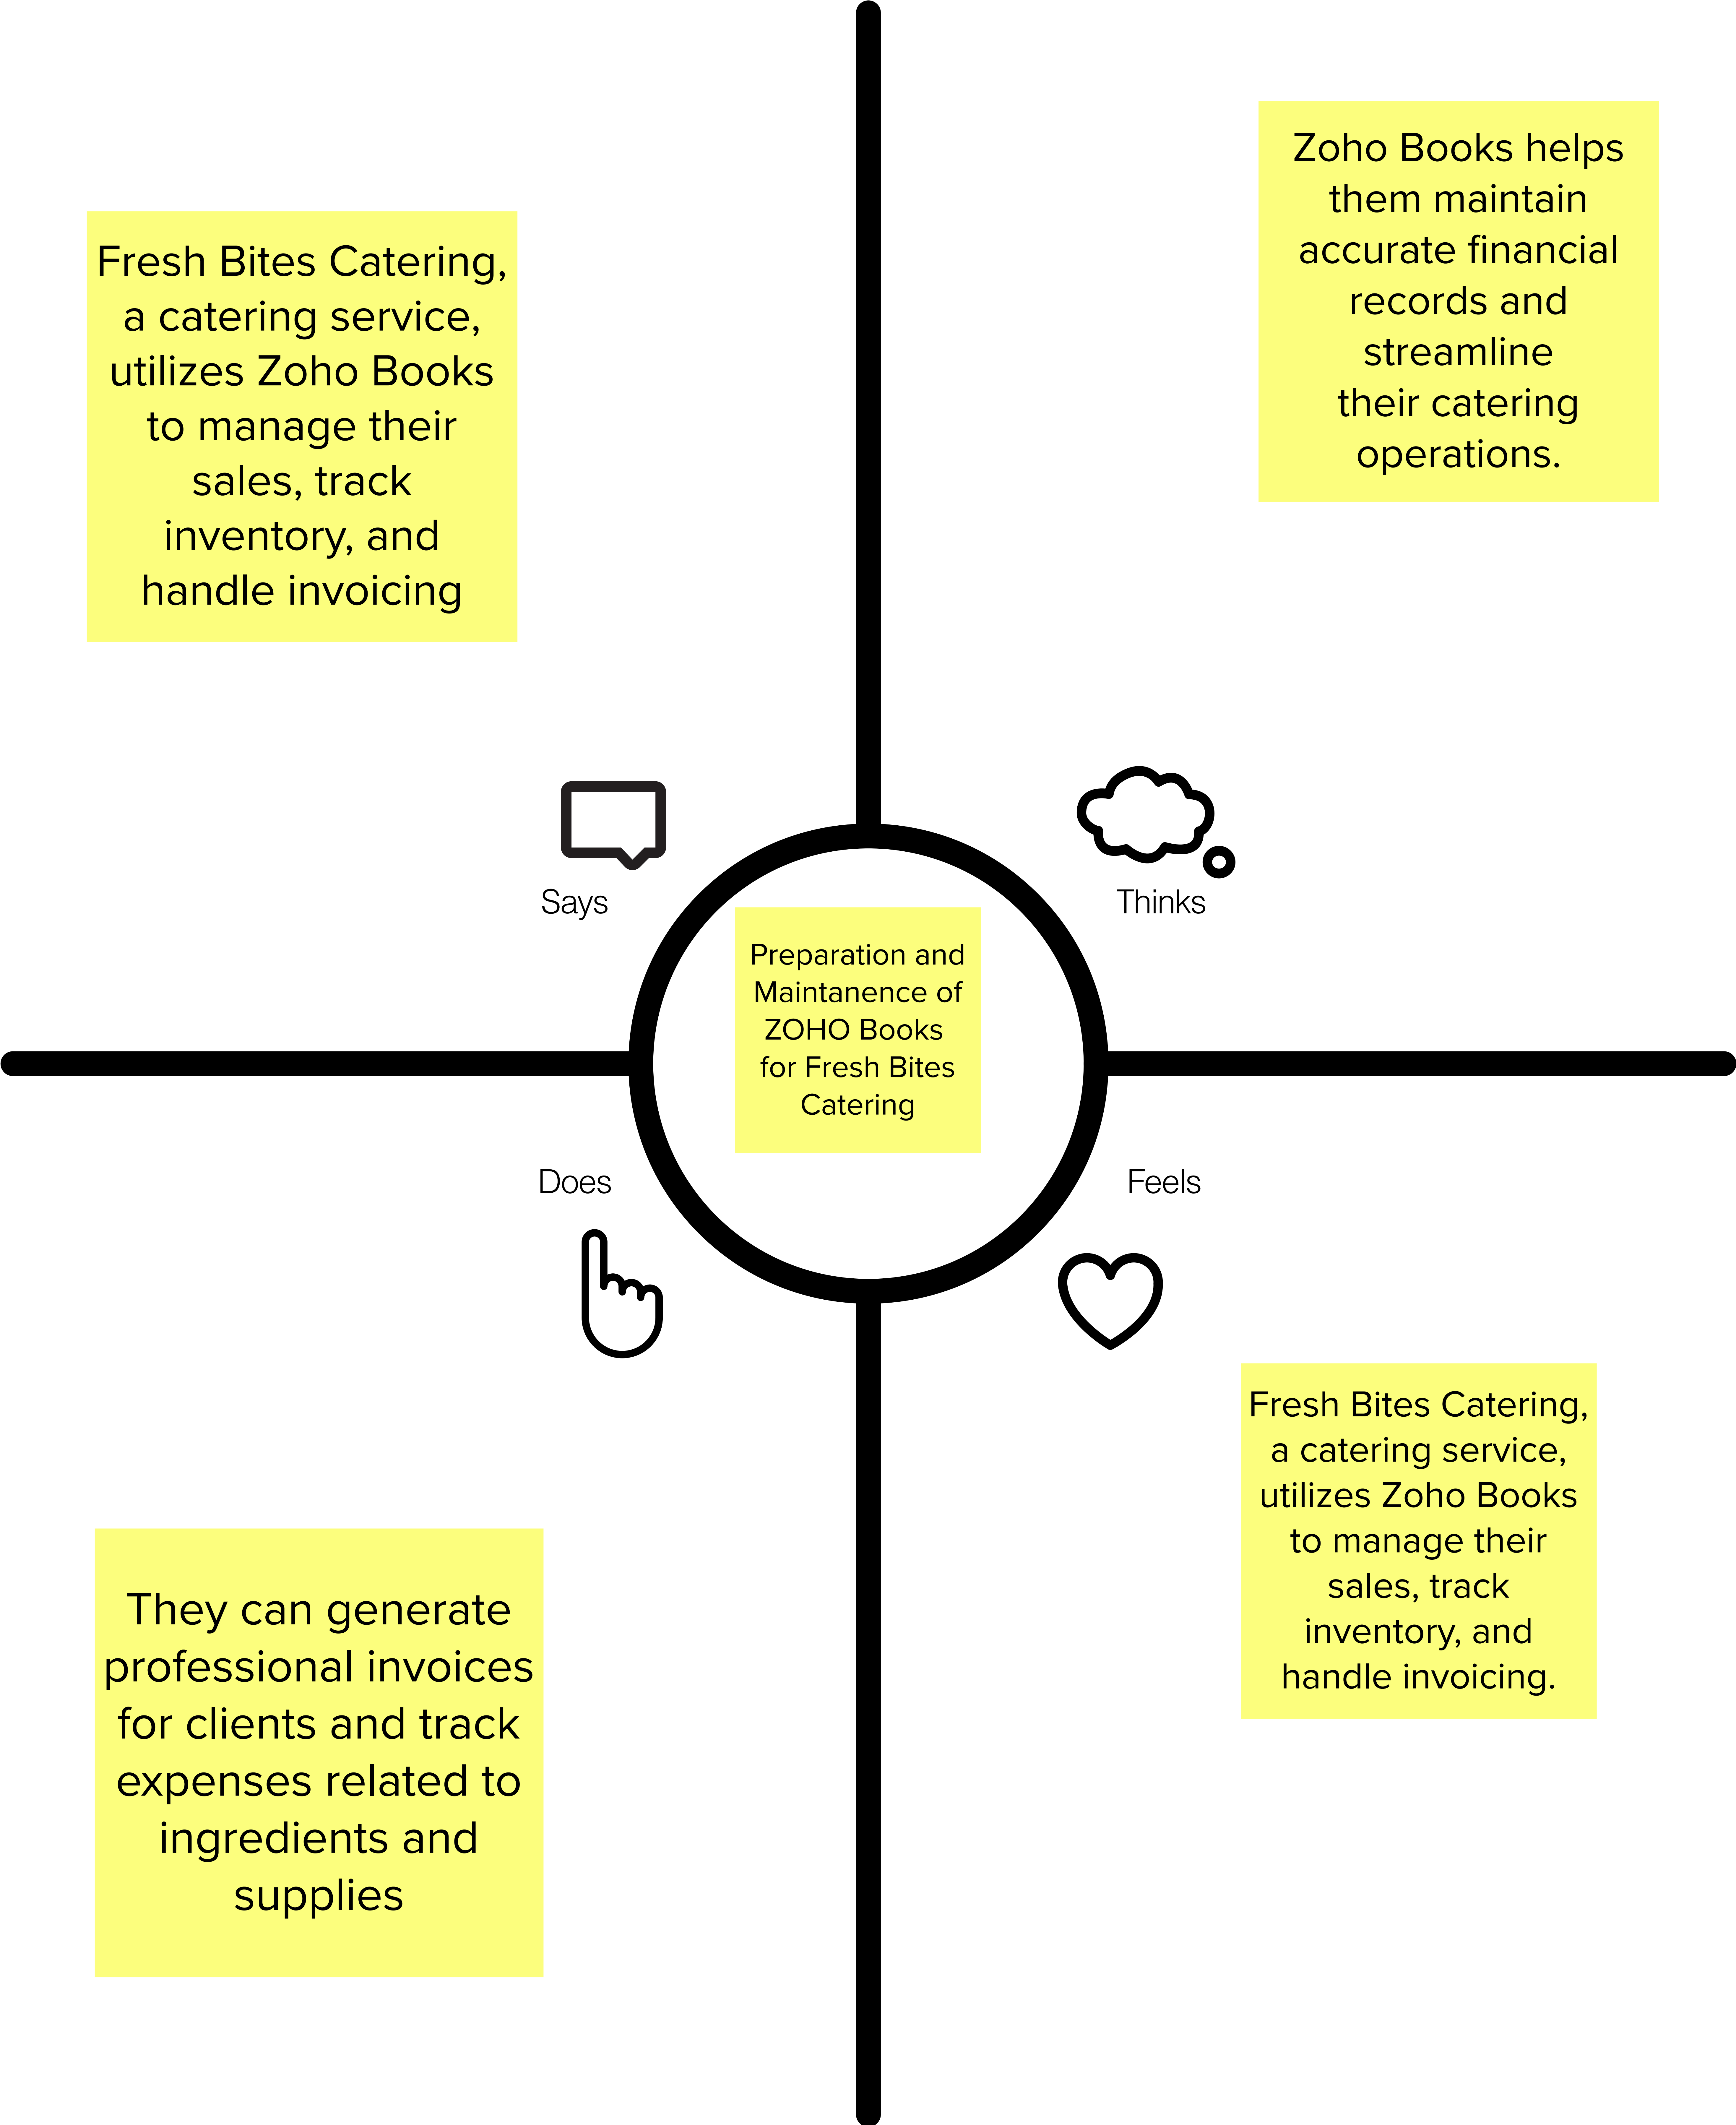 Fresh Bites Catering,
a catering service,
utilizes Zoho Books
to manage their
sales, track
inventory, and
handle invoicing
Zoho Books helps
them maintain
accurate financial
records and
streamline
their catering
operations.
Says
Thinks
Preparation and
Maintanence of
ZOHO Books
for Fresh Bites
Catering
Does
Feels
They can generate
professional invoices
for clients and track
expenses related to
ingredients and
supplies
Fresh Bites Catering,
a catering service,
utilizes Zoho Books
to manage their
sales, track
inventory, and
handle invoicing.